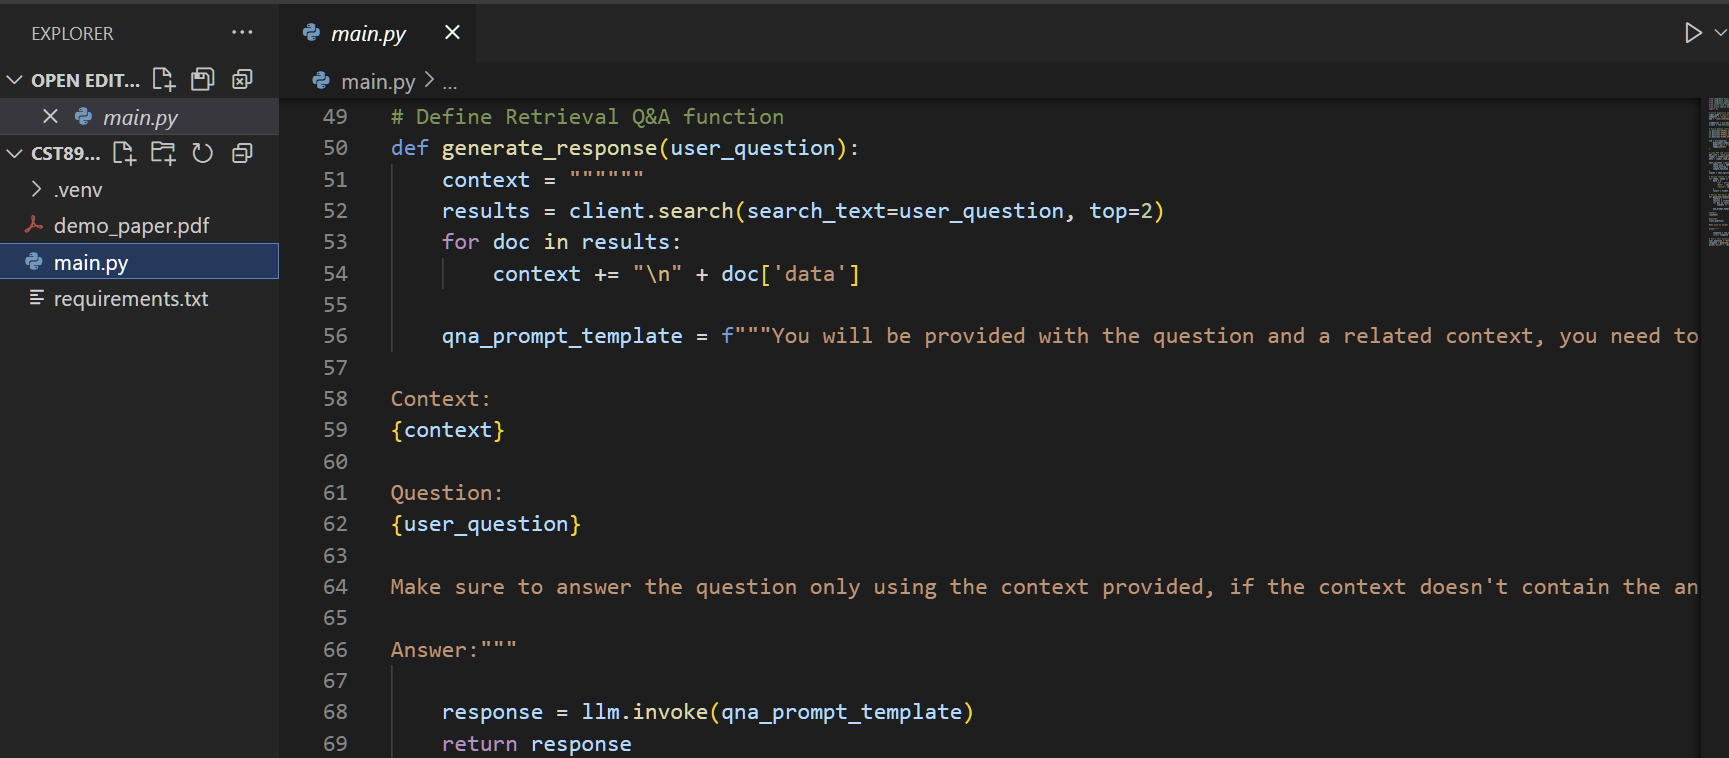 EXPLORER
OPEN EDIT...
main.py
CST89...
.venv
demo_paper.pdf
main.py
requirements.txt
main.py
main.py > ...
49 # Define Retrieval Q&A function
50 def generate_response(user_question):
51     context = """"""
52     results = client.search(search_text=user_question, top=2)
53     for doc in results:
54         context += "\n" + doc['data']
55
56     qna_prompt_template = f"""You will be provided with the question and a related context, you need to
57
58 Context:
59 {context}
60
61 Question:
62 {user_question}
63
64 Make sure to answer the question only using the context provided, if the context doesn't contain the an
65
66 Answer:"""
67
68     response = llm.invoke(qna_prompt_template)
69     return response